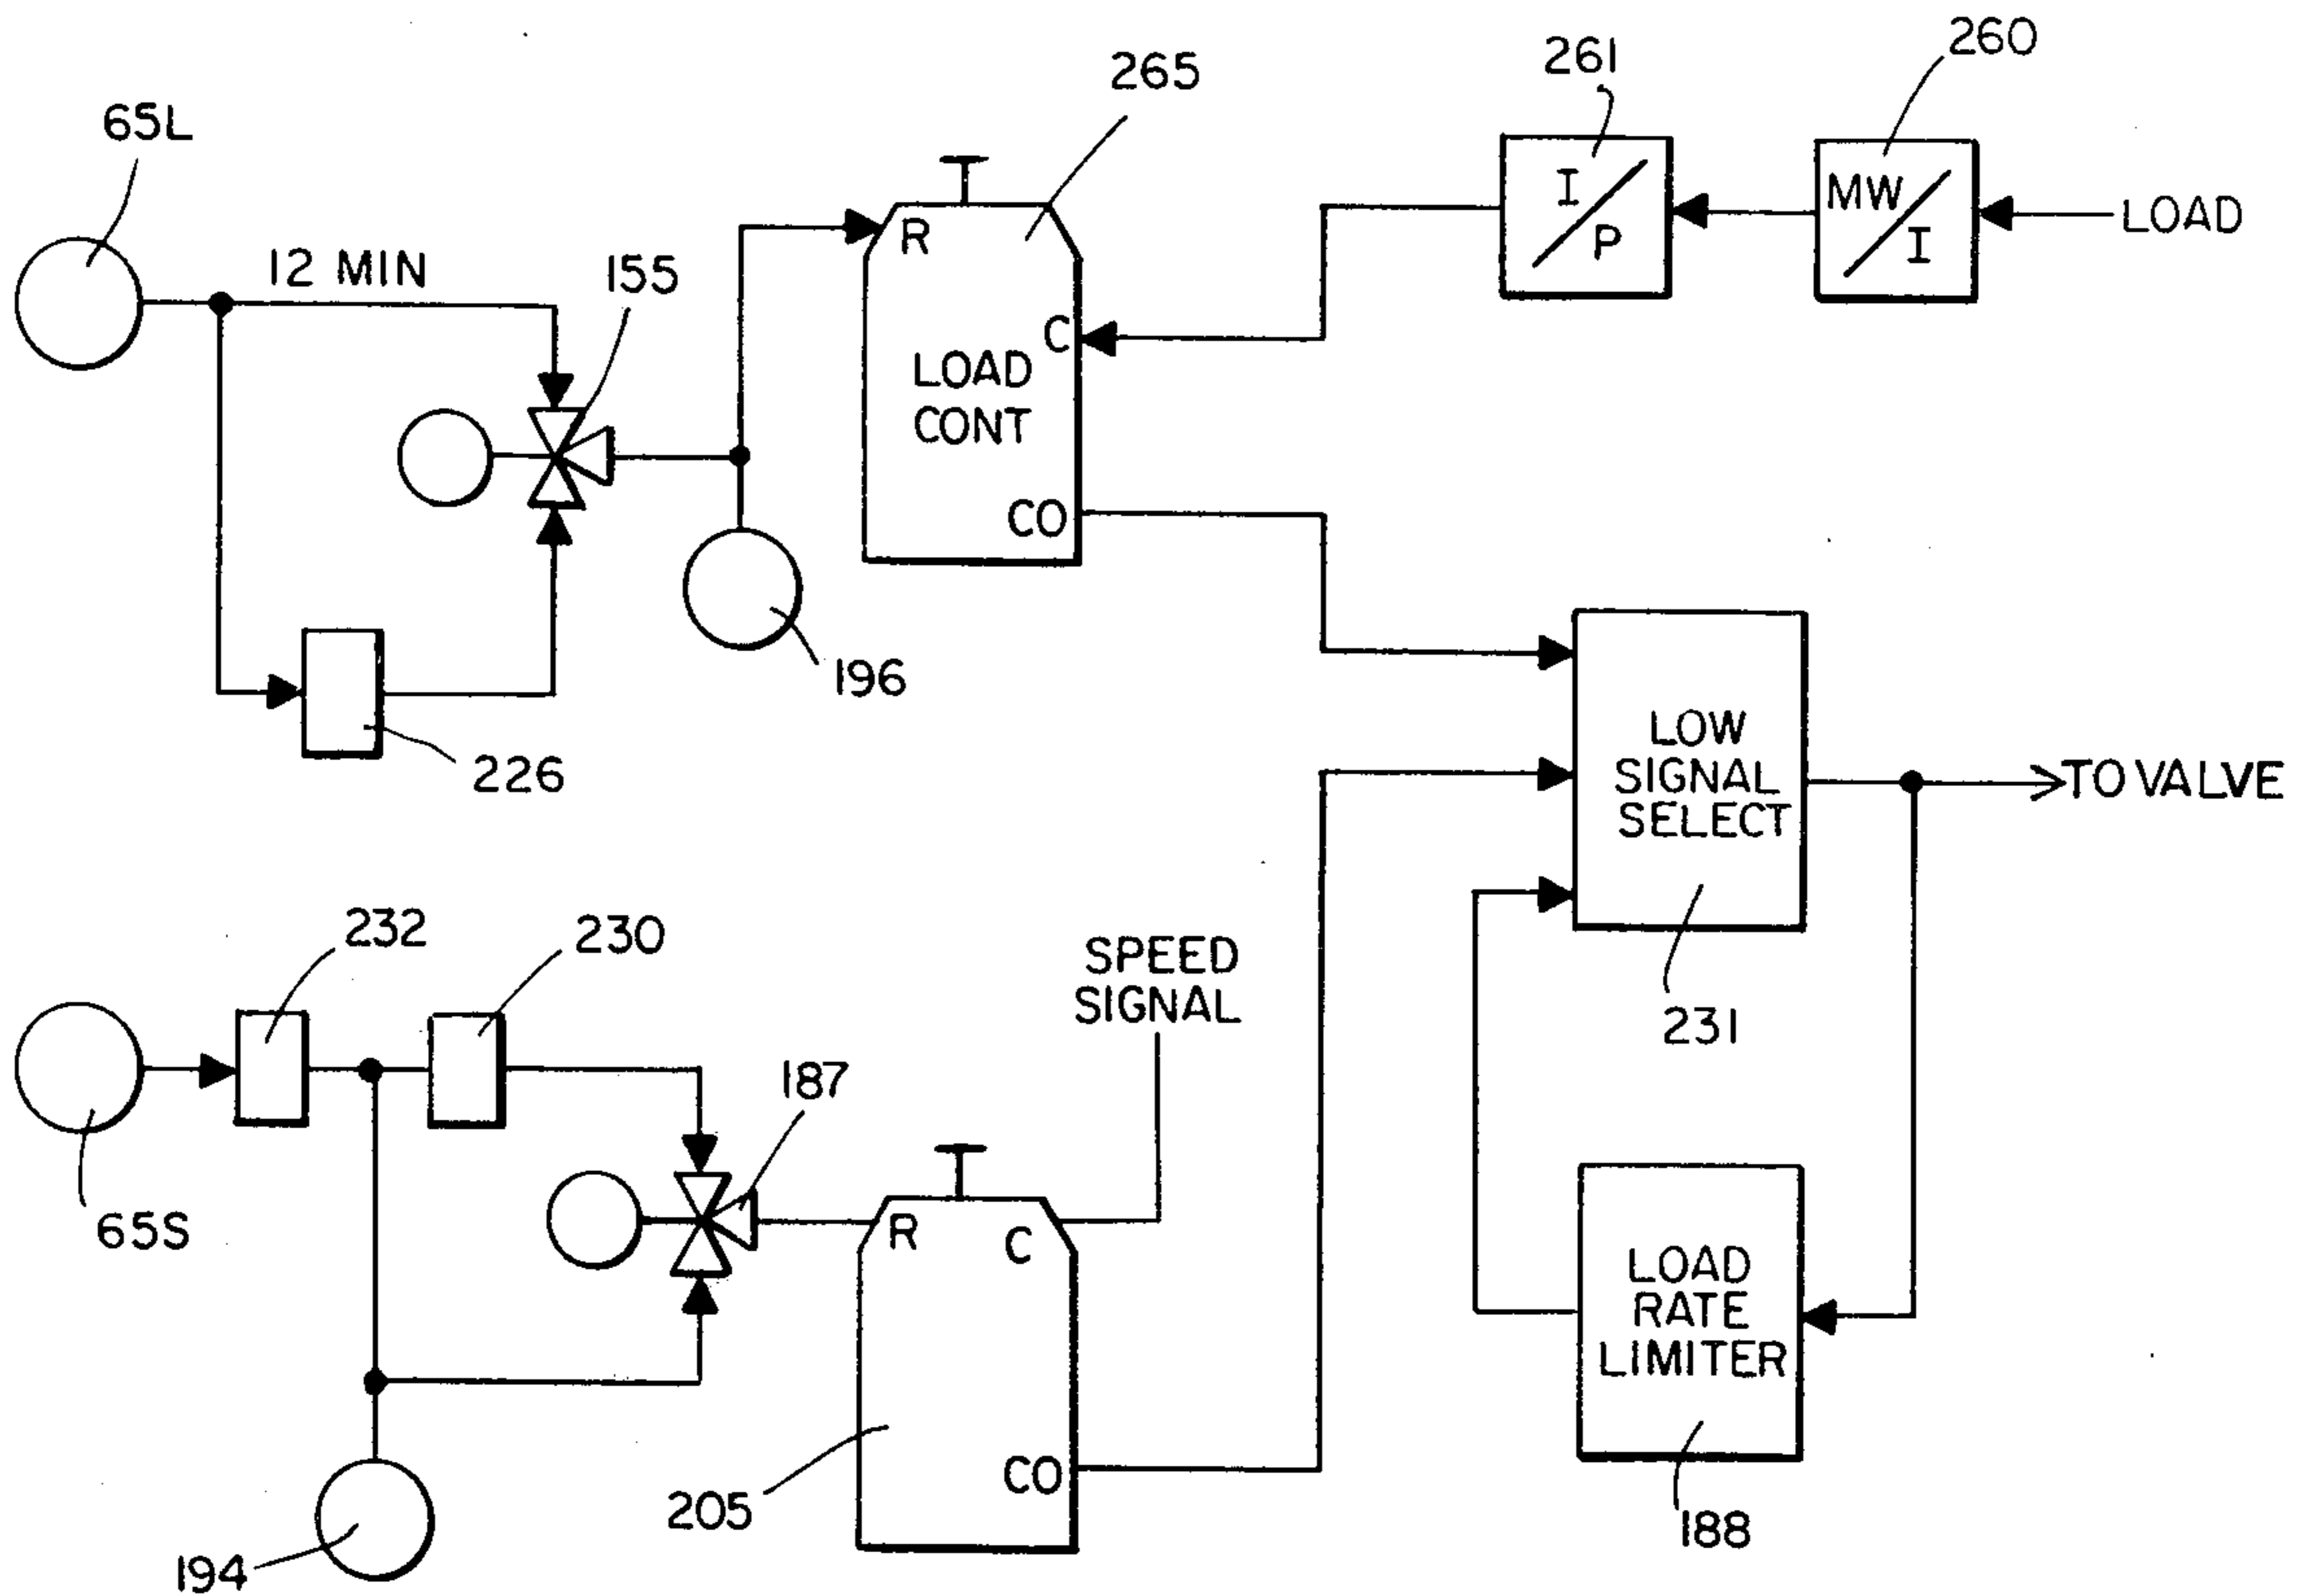 65L
265
261
260
12 MIN
155
R
I
P
MW
I
LOAD
C
LOAD
CONT
CO
196
226
LOW
SIGNAL
SELECT
TO VALVE
231
232
230
SPEED
SIGNAL
65S
187
R
C
CO
205
194
LOAD
RATE
LIMITER
188